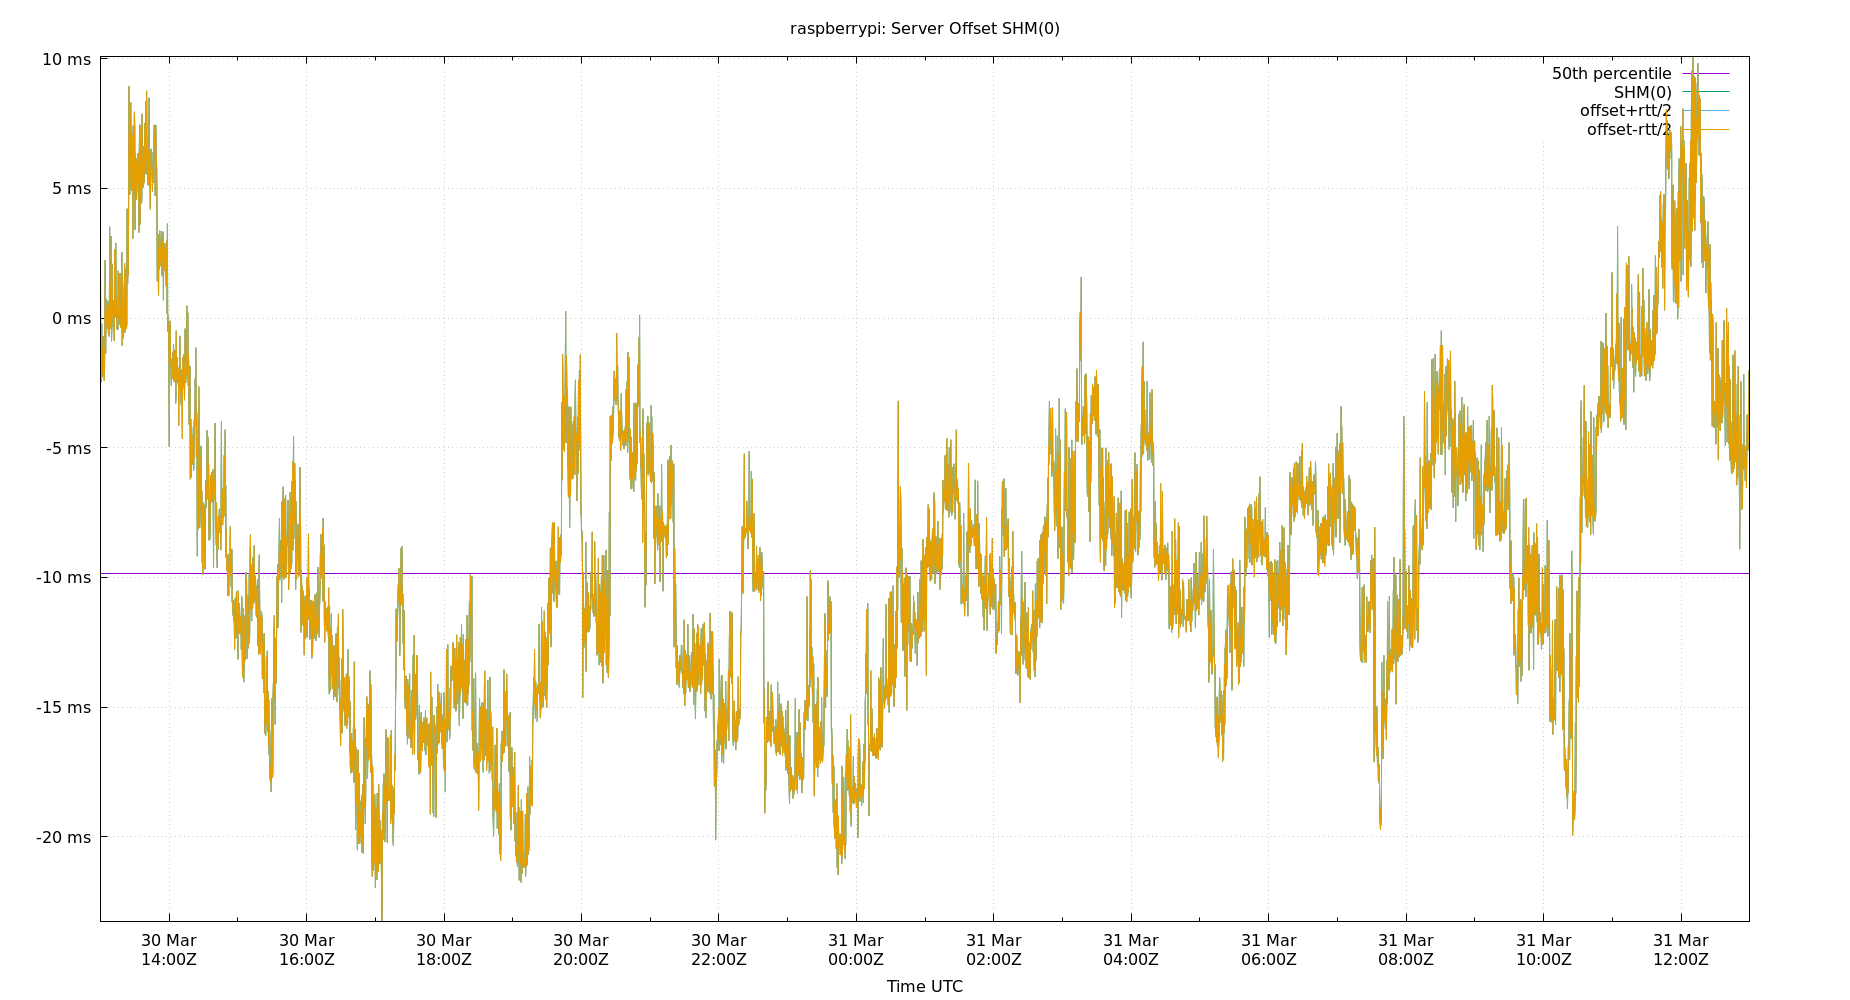 raspberrypi: Server Offset SHM(0)
10 ms
5 ms
0 ms
-5 ms
-10 ms
-15 ms
-20 ms
50th percentile
SHM(0)
offset+rtt/2
offset-rtt/2
30 Mar
14:00Z
30 Mar
16:00Z
30 Mar
18:00Z
30 Mar
20:00Z
30 Mar
22:00Z
31 Mar
00:00Z
31 Mar
02:00Z
31 Mar
04:00Z
31 Mar
06:00Z
31 Mar
08:00Z
31 Mar
10:00Z
31 Mar
12:00Z
Time UTC